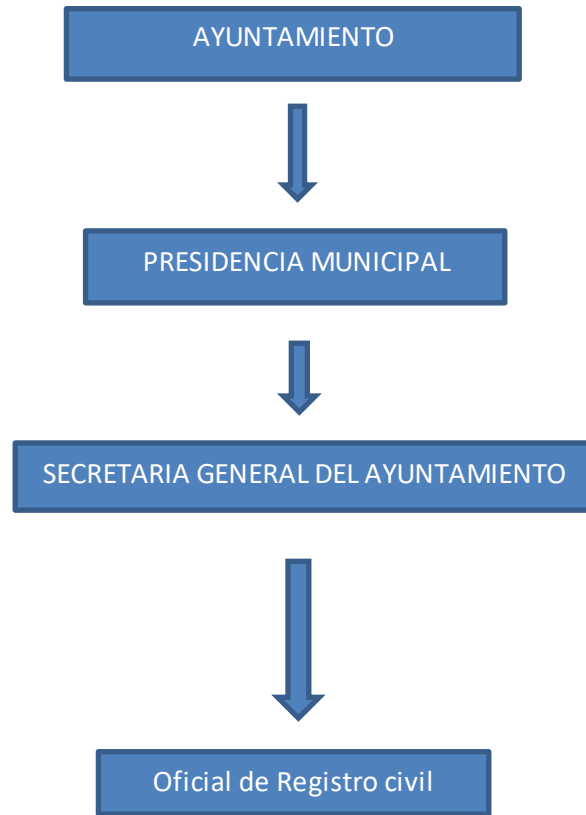 AYUNTAMIENTO
PRESIDENCIA MUNICIPAL
SECRETARIA GENERAL DEL AYUNTAMIENTO
Oficial de Registro civil